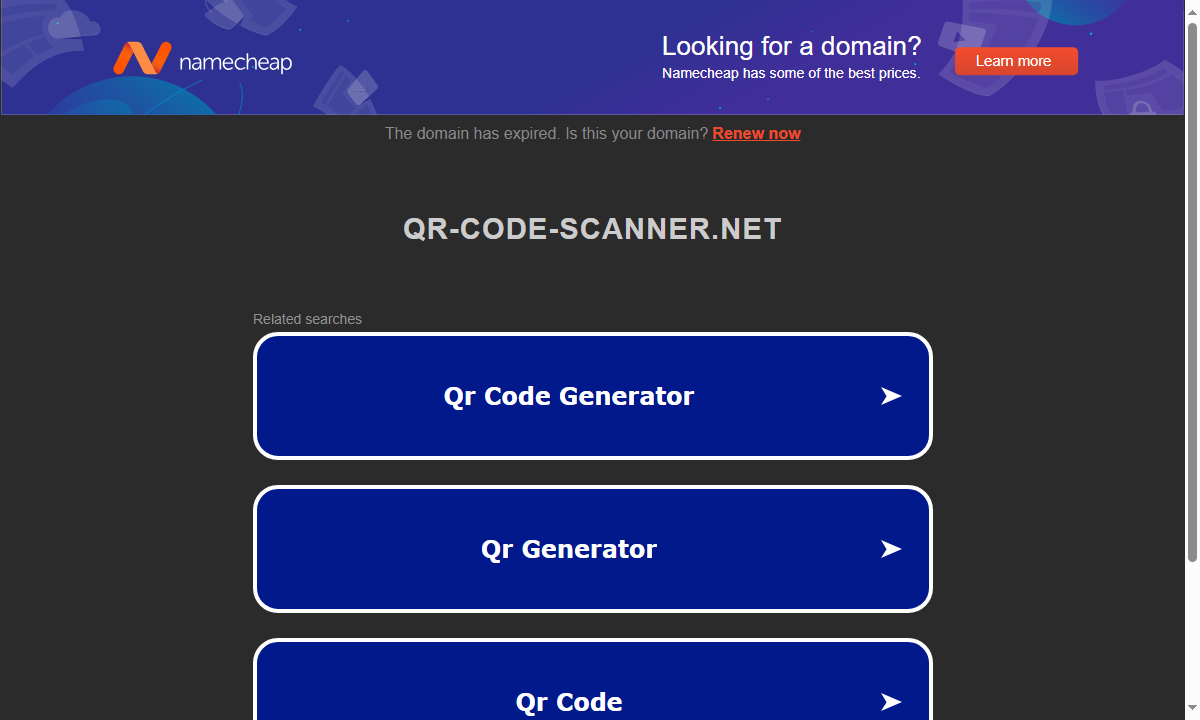 namecheap
Looking for a domain?
Namecheap has some of the best prices.
Learn more
The domain has expired. Is this your domain? Renew now
QR-CODE-SCANNER.NET
Related searches
Qr Code Generator
Qr Generator
Qr Code